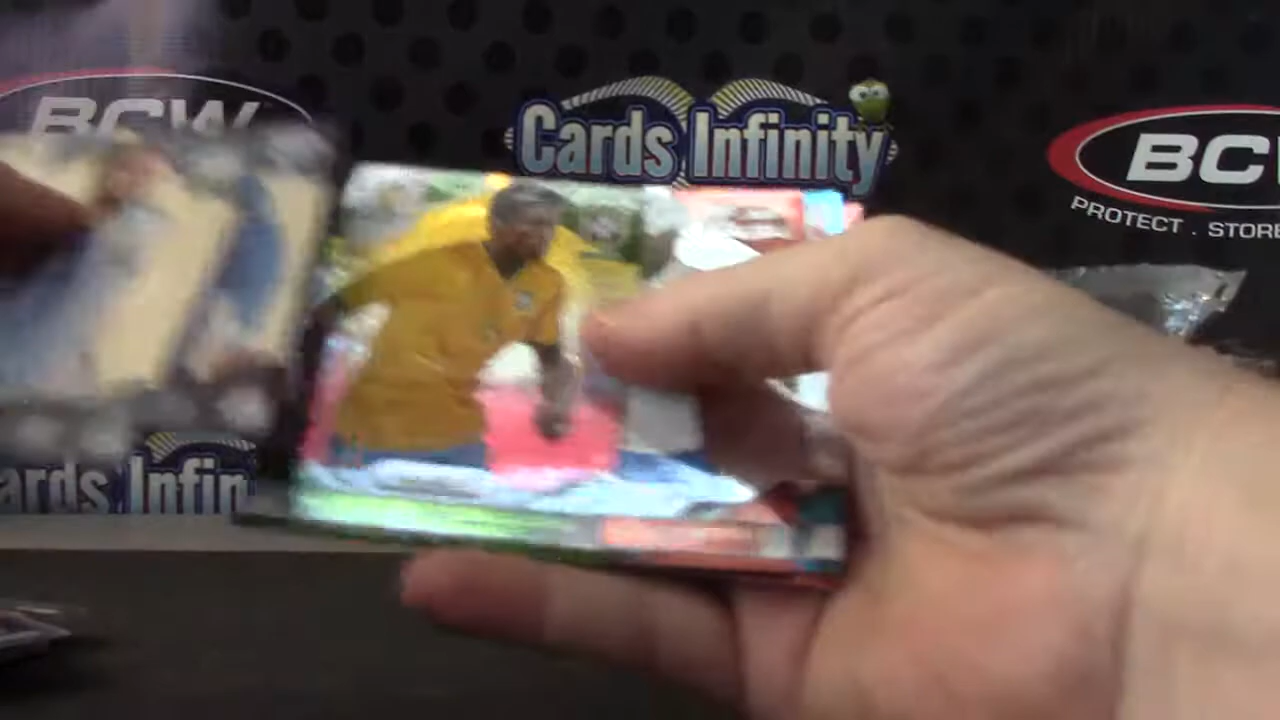 BCW
Cards Infinity
BC
PROTECT . STORE
ards Infin